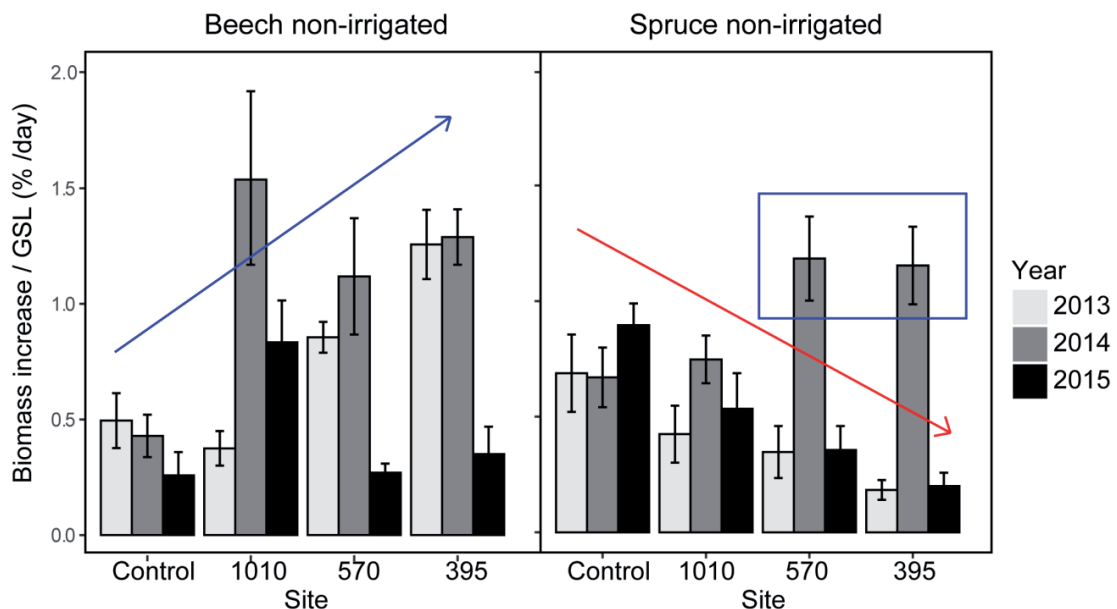 Beech non-irrigated
Spruce non-irrigated
Biomass increase / GSL (% /day)
2.0
1.5
1.0
0.5
0.0
Control 1010 570 395
Control 1010 570 395
Site
Site
Year
2013
2014
2015